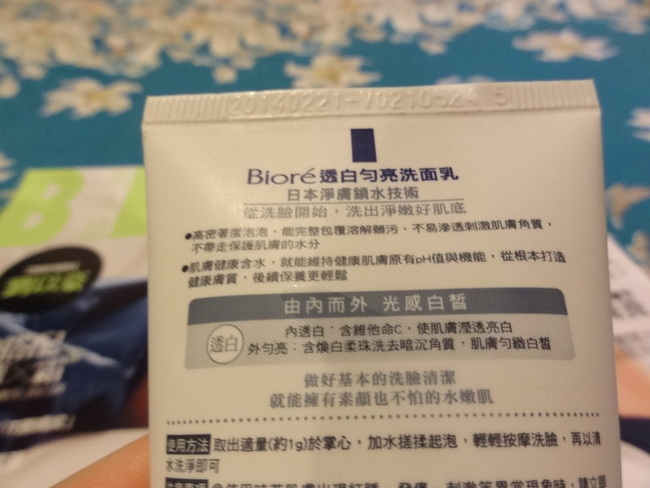 20140221-V0210524 5
Bioré透白勻亮洗面乳
日本淨膚鎖水技術
從洗臉開始，洗出淨嫩好肌底
●高密著度泡泡，能完整包覆溶解髒污，不易滲透刺激肌膚角質，
不帶走保護肌膚的水分
●肌膚健康含水，就能維持健康肌膚原有pH值與機能，從根本打造
健康膚質，後續保養更輕鬆
由內而外 光感白皙
透白
內透白：含維他命C，使肌膚瀅透亮白
外勻亮：含煥白柔珠洗去暗沉角質，肌膚勻緻白皙
做好基本的洗臉清潔
就能擁有素顏也不怕的水嫩肌
使用方法 取出適量(約1g)於掌心，加水搓揉起泡，輕輕按摩洗臉，再以清
水洗淨即可